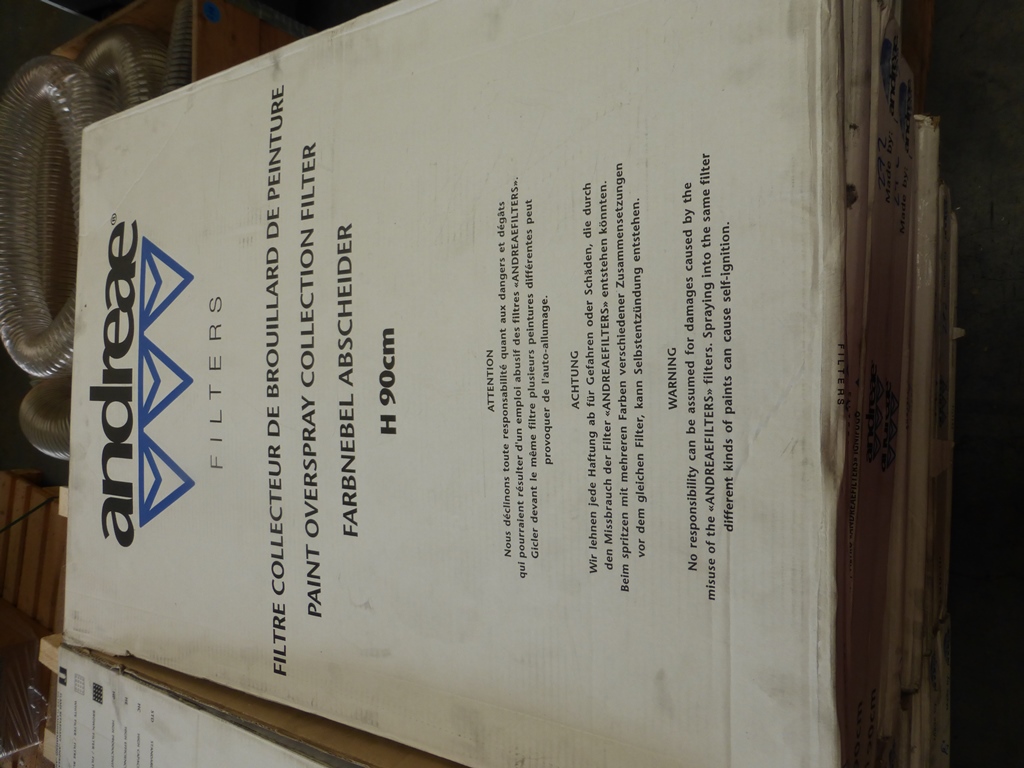 andreae®
FILTERS
FILTRE COLLECTEUR DE BROUILLARD DE PEINTURE
PAINT OVERSPRAY COLLECTION FILTER
FARBNEBEL ABSCHEIDER
H 90cm
ATTENTION
Nous déclinons toute responsabilité quant aux dangers et dégâts
qui pourraient résulter d'un emploi abusif des filtres «ANDREAEFILTERS».
Gicler devant le même filtre plusieurs peintures différentes peut
provoquer de l'auto-allumage.
ACHTUNG
Wir lehnen jede Haftung ab für Gefahren oder Schäden, die durch
den Missbrauch der Filter «ANDREAEFILTERS» entstehen könnten.
Beim spritzen mit mehreren Farben verschiedener Zusammensetzungen
vor dem gleichen Filter, kann Selbstentzündung entstehen.
WARNING
No responsibility can be assumed for damages caused by the
misuse of the «ANDREAEFILTERS» filters. Spraying into the same filter
different kinds of paints can cause self-ignition.
FILTERS
Made by:
andreae
Made by: